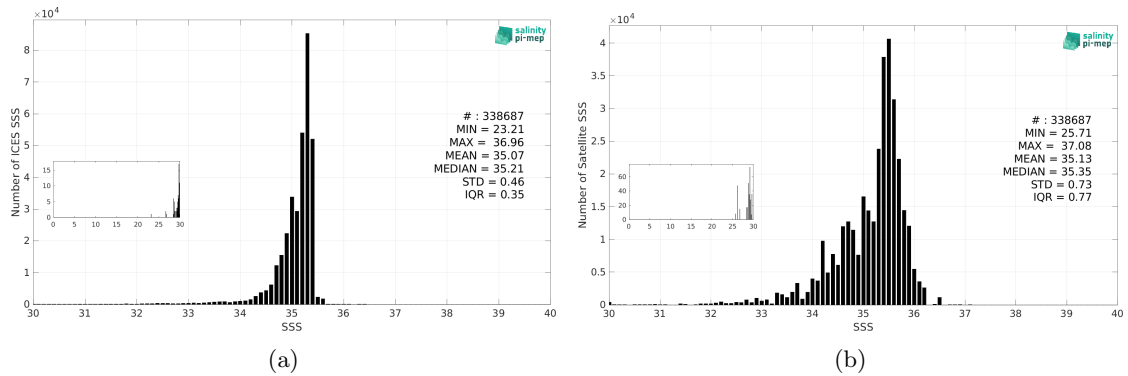 ×10⁴
9
8
7
6
5
4
3
2
1
0
Number of ICES SSS
30 31 32 33 34 35 36 37 38 39 40
SSS
salinity
pi-mep
# : 338687
MIN = 23.21
MAX = 36.96
MEAN = 35.07
MEDIAN = 35.21
STD = 0.46
IQR = 0.35
15
10
5
0
0 5 10 15 20 25 30
(a)
×10⁴
4
3.5
3
2.5
2
1.5
1
0.5
0
Number of Satellite SSS
30 31 32 33 34 35 36 37 38 39 40
SSS
salinity
pi-mep
# : 338687
MIN = 25.71
MAX = 37.08
MEAN = 35.13
MEDIAN = 35.35
STD = 0.73
IQR = 0.77
60
40
20
0
0 5 10 15 20 25 30
(b)